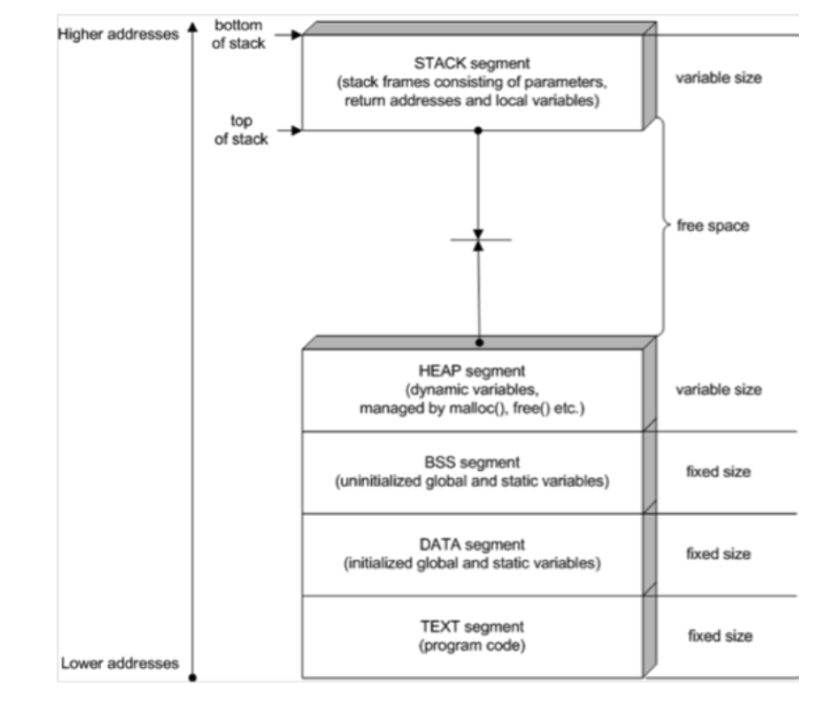 Higher addresses
bottom
of stack
STACK segment
(stack frames consisting of parameters,
return addresses and local variables)
variable size
top
of stack
free space
HEAP segment
(dynamic variables,
managed by malloc(), free() etc.)
variable size
BSS segment
(uninitialized global and static variables)
fixed size
DATA segment
(initialized global and static variables)
fixed size
TEXT segment
(program code)
fixed size
Lower addresses